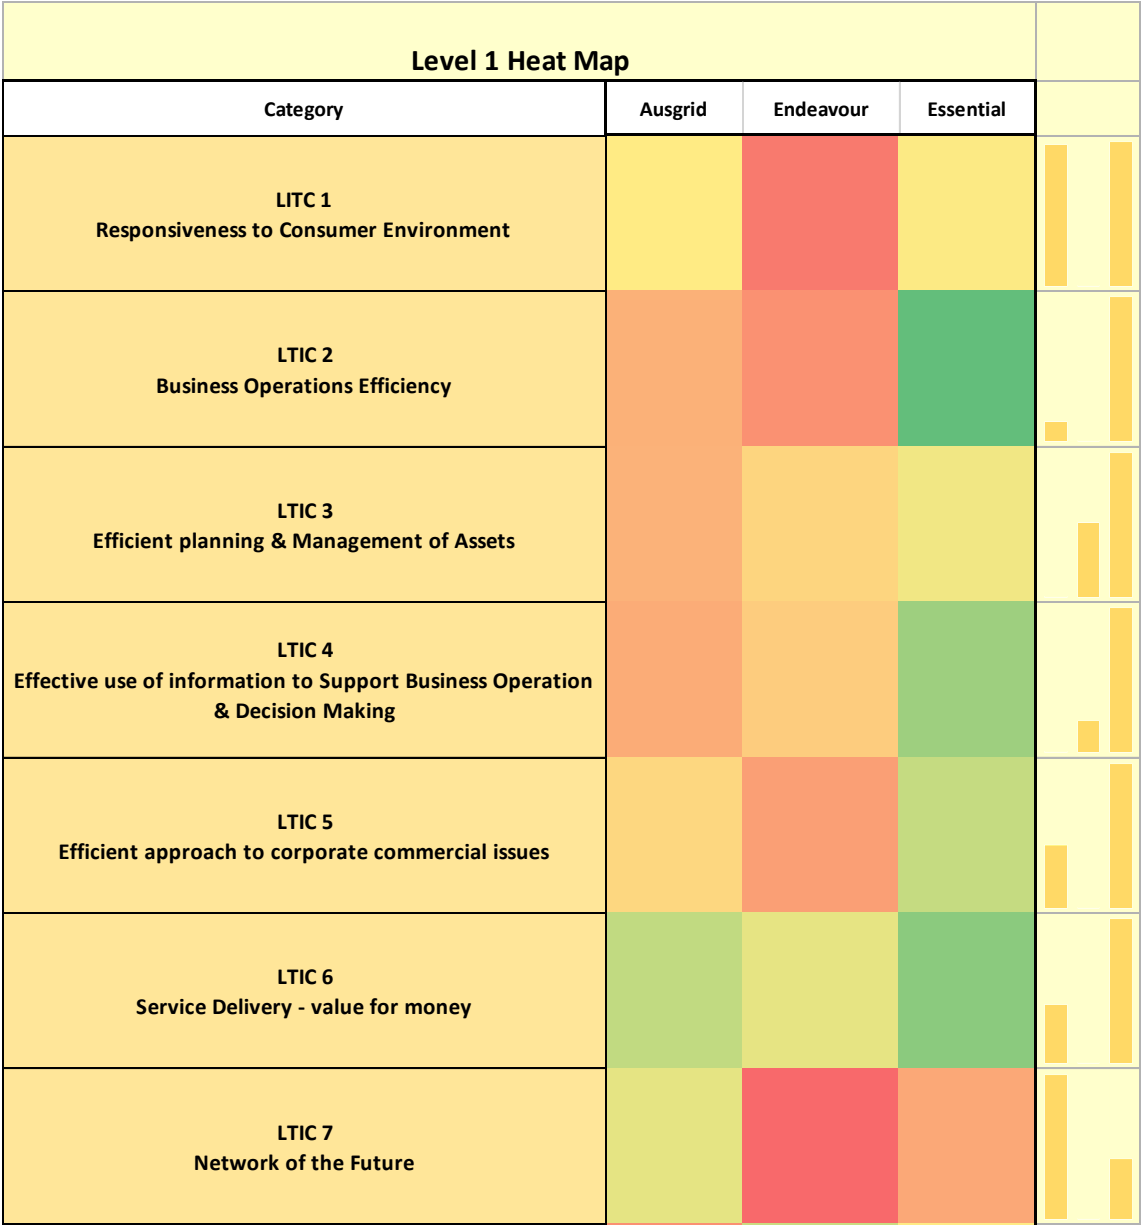 Level 1 Heat Map
Category Ausgrid Endeavour Essential
LITC 1
Responsiveness to Consumer Environment
LTIC 2
Business Operations Efficiency
LTIC 3
Efficient planning & Management of Assets
LTIC 4
Effective use of information to Support Business Operation
& Decision Making
LTIC 5
Efficient approach to corporate commercial issues
LTIC 6
Service Delivery - value for money
LTIC 7
Network of the Future